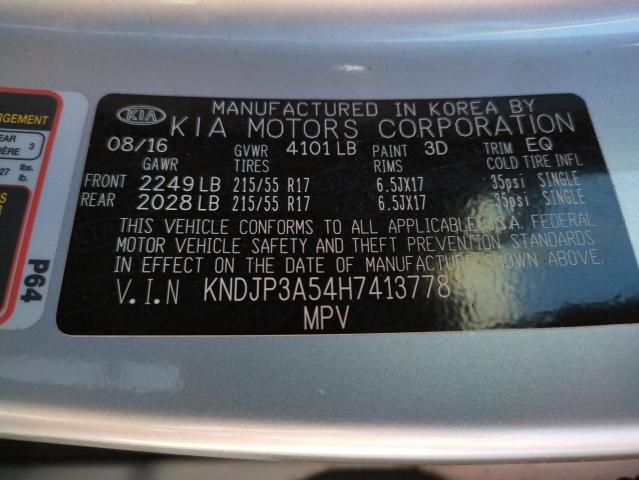 KIA
MANUFACTURED IN KOREA BY
KIA MOTORS CORPORATION
08/16 GVWR 4101 LB PAINT 3D TRIM EQ
GAWR TIRES RIMS COLD TIRE INFL
FRONT 2249 LB 215/55 R17 6.5JX17 35psi SINGLE
REAR 2028 LB 215/55 R17 6.5JX17 35psi SINGLE
THIS VEHICLE CONFORMS TO ALL APPLICABLE U.S.A. FEDERAL
MOTOR VEHICLE SAFETY AND THEFT PREVENTION STANDARDS
IN EFFECT ON THE DATE OF MANUFACTURE SHOWN ABOVE.
V.I.N KNDJP3A54H7413778
MPV
3
lbs.
P64